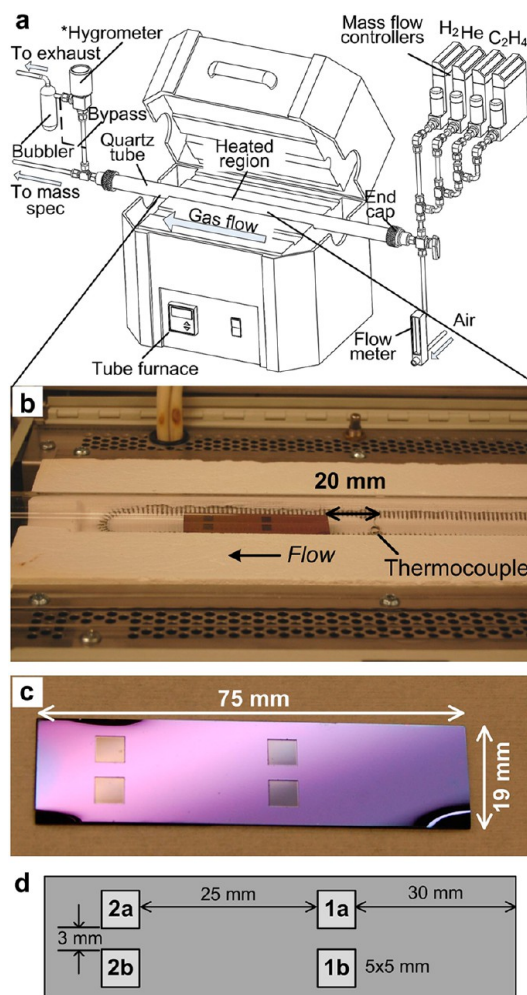 a
*Hygrometer
To exhaust
Bypass
Bubbler
Quartz
tube
To mass
spec
Heated
region
Gas flow
Tube furnace
Mass flow
controllers
H2
He
C2H4
End
cap
Air
Flow
meter
b
20 mm
Flow
Thermocouple
c
75 mm
19 mm
d
2a
25 mm
1a
30 mm
3 mm
2b
1b
5x5 mm